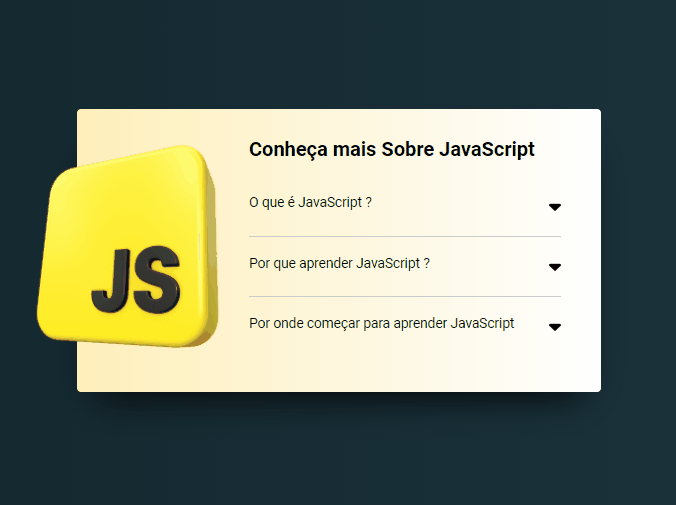 Conheça mais Sobre JavaScript
JS
O que é JavaScript ?
Por que aprender JavaScript ?
Por onde começar para aprender JavaScript